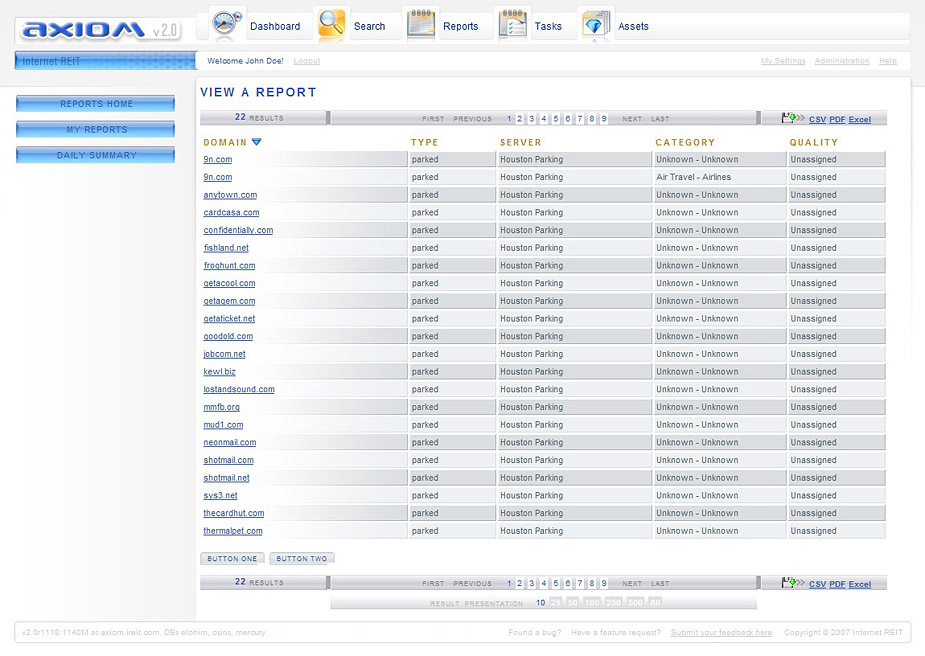 AXIOM v 2.0 Dashboard Search Reports Tasks Assets
Internet REIT Welcome John Doe! Logout My Settings Administration Help
REPORTS HOME
MY REPORTS
DAILY SUMMARY
VIEW A REPORT
22 RESULTS FIRST PREVIOUS 1 2 3 4 5 6 7 8 9 NEXT LAST CSV PDF Excel
DOMAIN TYPE SERVER CATEGORY QUALITY
9n.com parked Houston Parking Unknown - Unknown Unassigned
9n.com parked Houston Parking Air Travel - Airlines Unassigned
anytown.com parked Houston Parking Unknown - Unknown Unassigned
cardcasa.com parked Houston Parking Unknown - Unknown Unassigned
confidentially.com parked Houston Parking Unknown - Unknown Unassigned
fishland.net parked Houston Parking Unknown - Unknown Unassigned
froghunt.com parked Houston Parking Unknown - Unknown Unassigned
getacool.com parked Houston Parking Unknown - Unknown Unassigned
getagem.com parked Houston Parking Unknown - Unknown Unassigned
getaticket.net parked Houston Parking Unknown - Unknown Unassigned
goodold.com parked Houston Parking Unknown - Unknown Unassigned
jobcom.net parked Houston Parking Unknown - Unknown Unassigned
kewl.biz parked Houston Parking Unknown - Unknown Unassigned
lostandsound.com parked Houston Parking Unknown - Unknown Unassigned
mmfb.org parked Houston Parking Unknown - Unknown Unassigned
mud1.com parked Houston Parking Unknown - Unknown Unassigned
neonmail.com parked Houston Parking Unknown - Unknown Unassigned
shotmail.com parked Houston Parking Unknown - Unknown Unassigned
shotmail.net parked Houston Parking Unknown - Unknown Unassigned
sys3.net parked Houston Parking Unknown - Unknown Unassigned
thecardhut.com parked Houston Parking Unknown - Unknown Unassigned
thermalpet.com parked Houston Parking Unknown - Unknown Unassigned
BUTTON ONE BUTTON TWO
22 RESULTS FIRST PREVIOUS 1 2 3 4 5 6 7 8 9 NEXT LAST CSV PDF Excel
RESULT PRESENTATION 10 25 50 100 250 500 All
v2.0r1118:1140M at axiom.ireit.com. DBs elohim, osiris, mercury. Found a bug? Have a feature request? Submit your feedback here. Copyright © 2007 Internet REIT